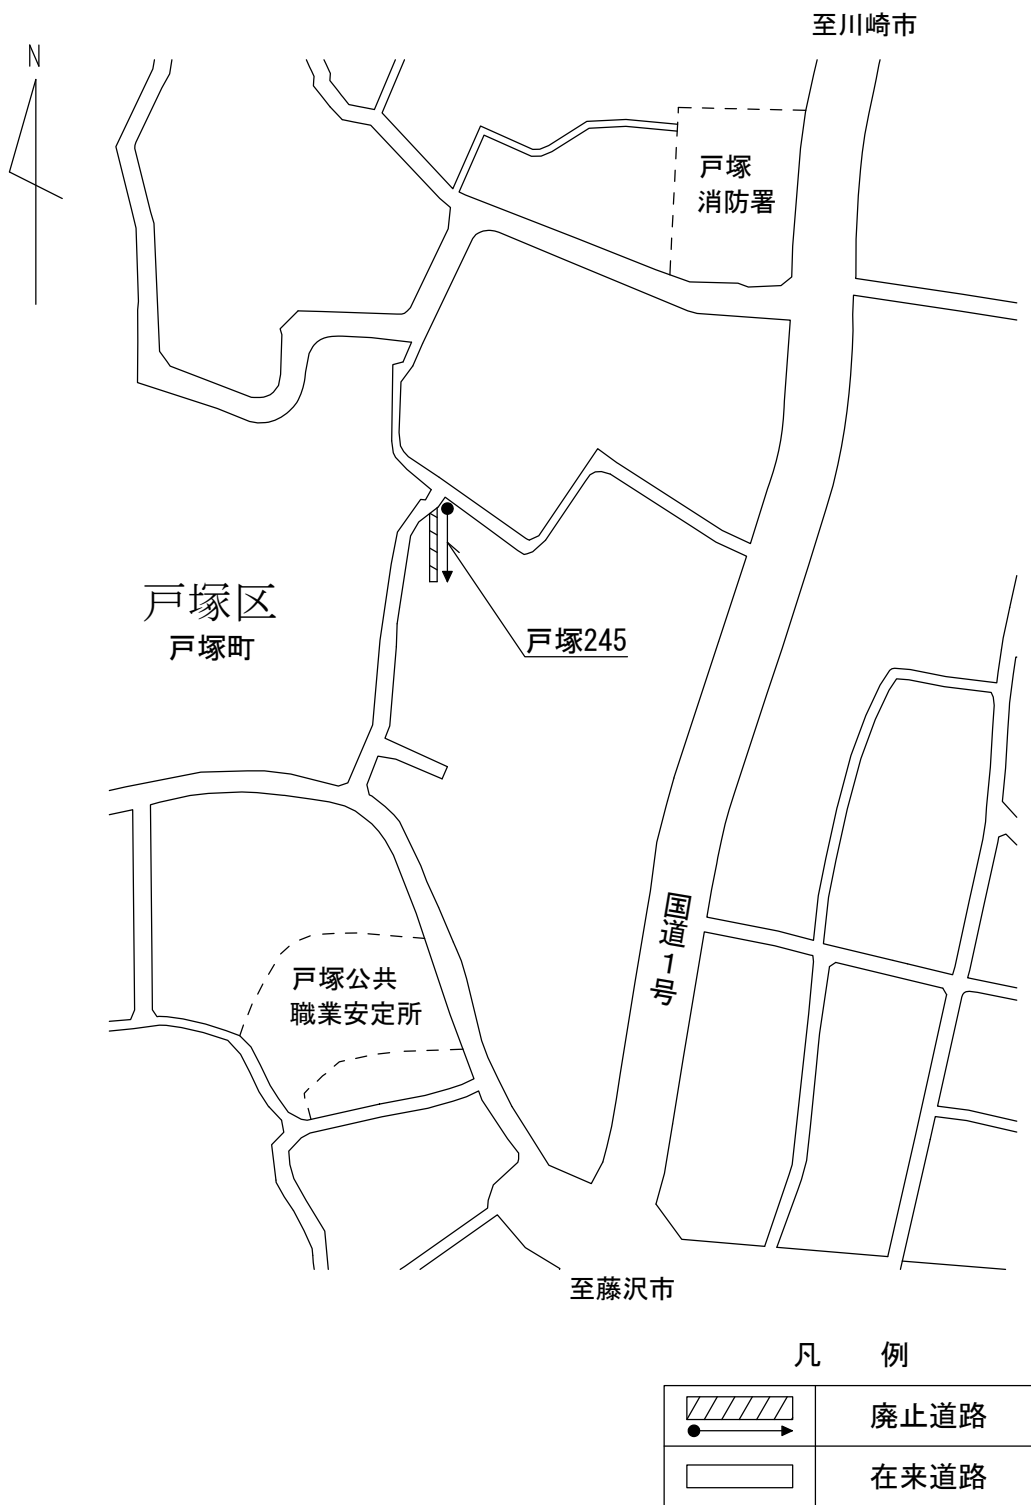 至川崎市
N
戸塚
消防署
戸塚区
戸塚町
戸塚245
国道1号
戸塚公共
職業安定所
至藤沢市
凡 例
廃止道路
在来道路